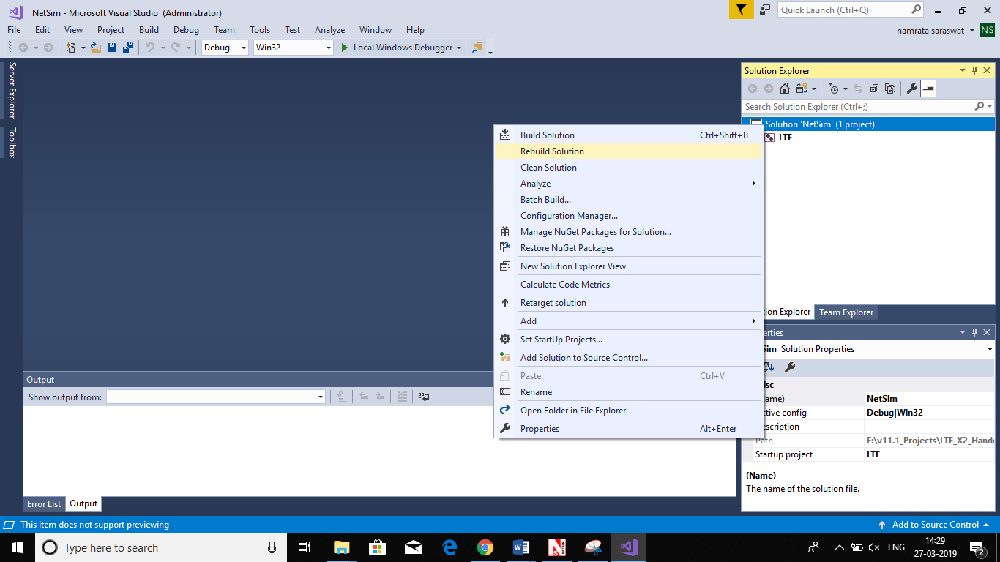 NetSim - Microsoft Visual Studio (Administrator)
Quick Launch (Ctrl+Q)
File Edit View Project Build Debug Team Tools Test Analyze Window Help
namrata saraswat NS
Debug Win32 Local Windows Debugger
Server Explorer
Toolbox
Solution Explorer
Search Solution Explorer (Ctrl+;)
Solution 'NetSim' (1 project)
LTE
Build Solution Ctrl+Shift+B
Rebuild Solution
Clean Solution
Analyze
Batch Build...
Configuration Manager...
Manage NuGet Packages for Solution...
Restore NuGet Packages
New Solution Explorer View
Calculate Code Metrics
Retarget solution
Add
Set StartUp Projects...
Add Solution to Source Control...
Paste Ctrl+V
Rename
Open Folder in File Explorer
Properties Alt+Enter
tion Explorer Team Explorer
erties
Sim Solution Properties
isc
ame) NetSim
ctive config Debug|Win32
escription
Path F:\v11.1_Projects\LTE_X2_Hando
Startup project LTE
(Name)
The name of the solution file.
Output
Show output from:
Error List Output
This item does not support previewing
Add to Source Control
Type here to search
ENG
14:29
27-03-2019
2